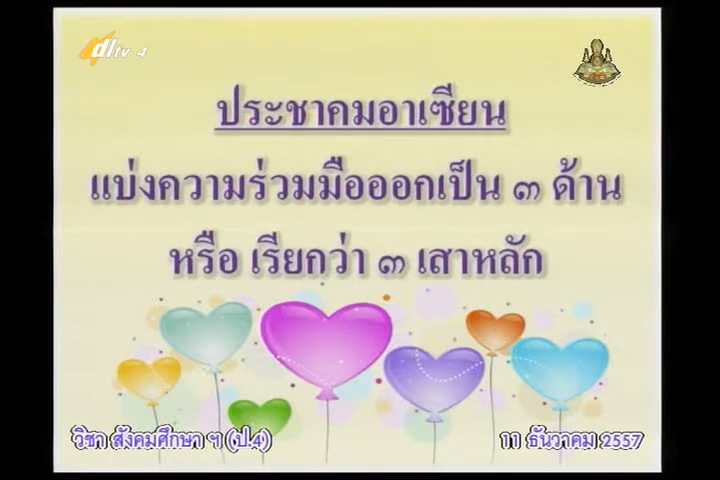 dltv-4
ประชาคมอาเซียน
แบ่งความร่วมมือออกเป็น ๓ ด้าน
หรือ เรียกว่า ๓ เสาหลัก
วิชา สังคมศึกษา ฯ (ป.4)
11 ธันวาคม 2557